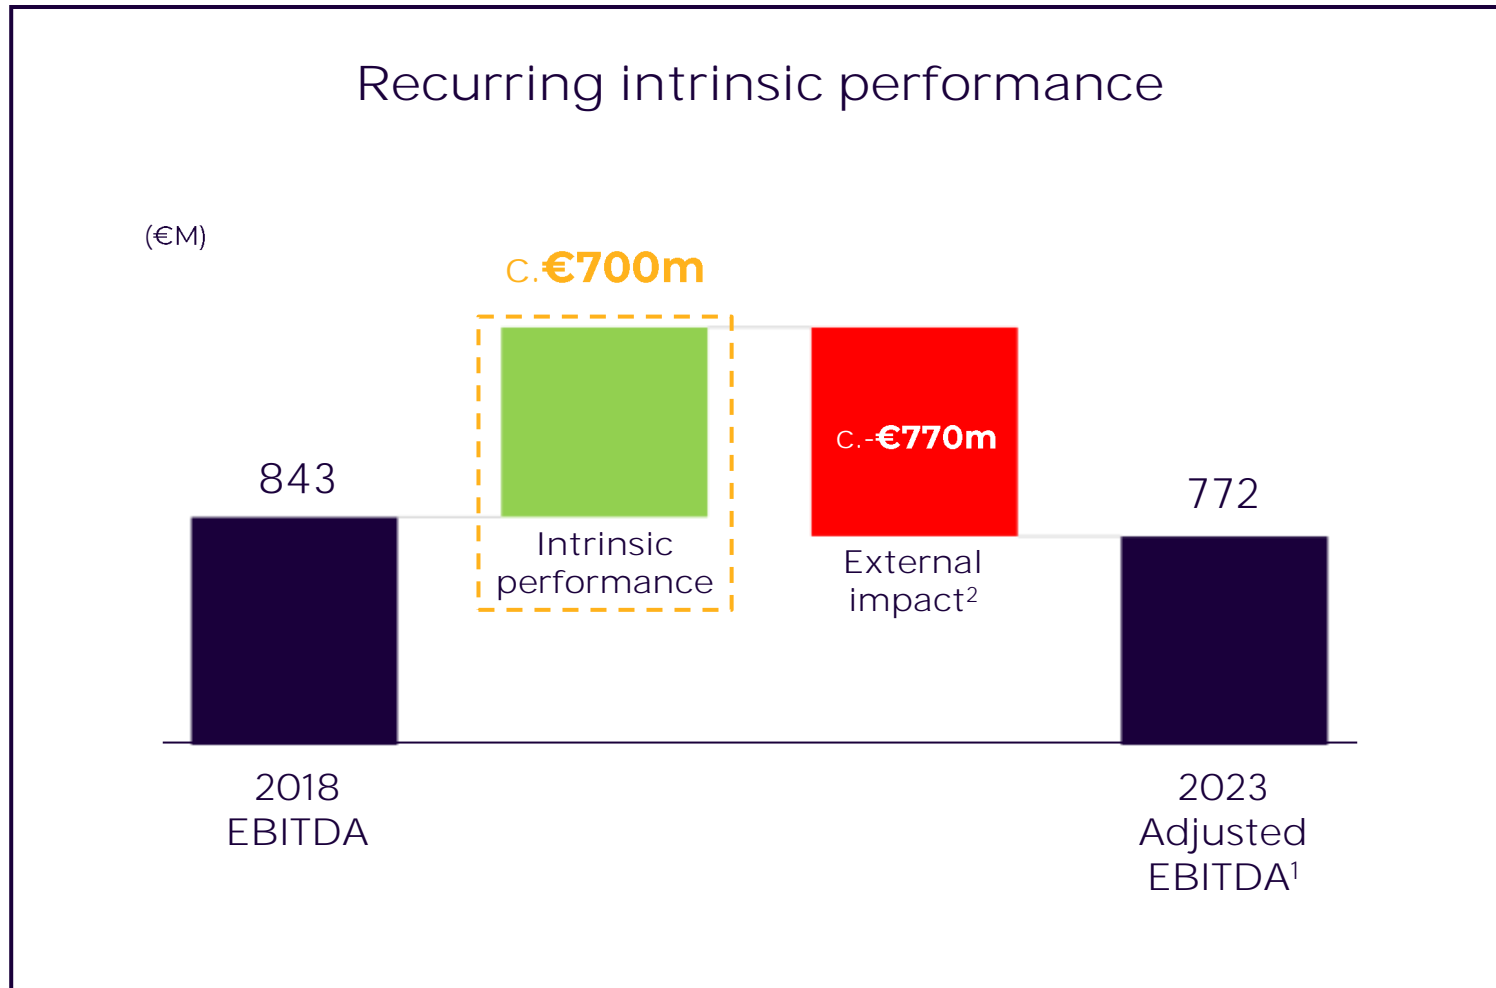 Recurring intrinsic performance
(€M)
c.€700m
c.-€770m
843
772
Intrinsic
performance
External
impact²
2018
EBITDA
2023
Adjusted
EBITDA¹